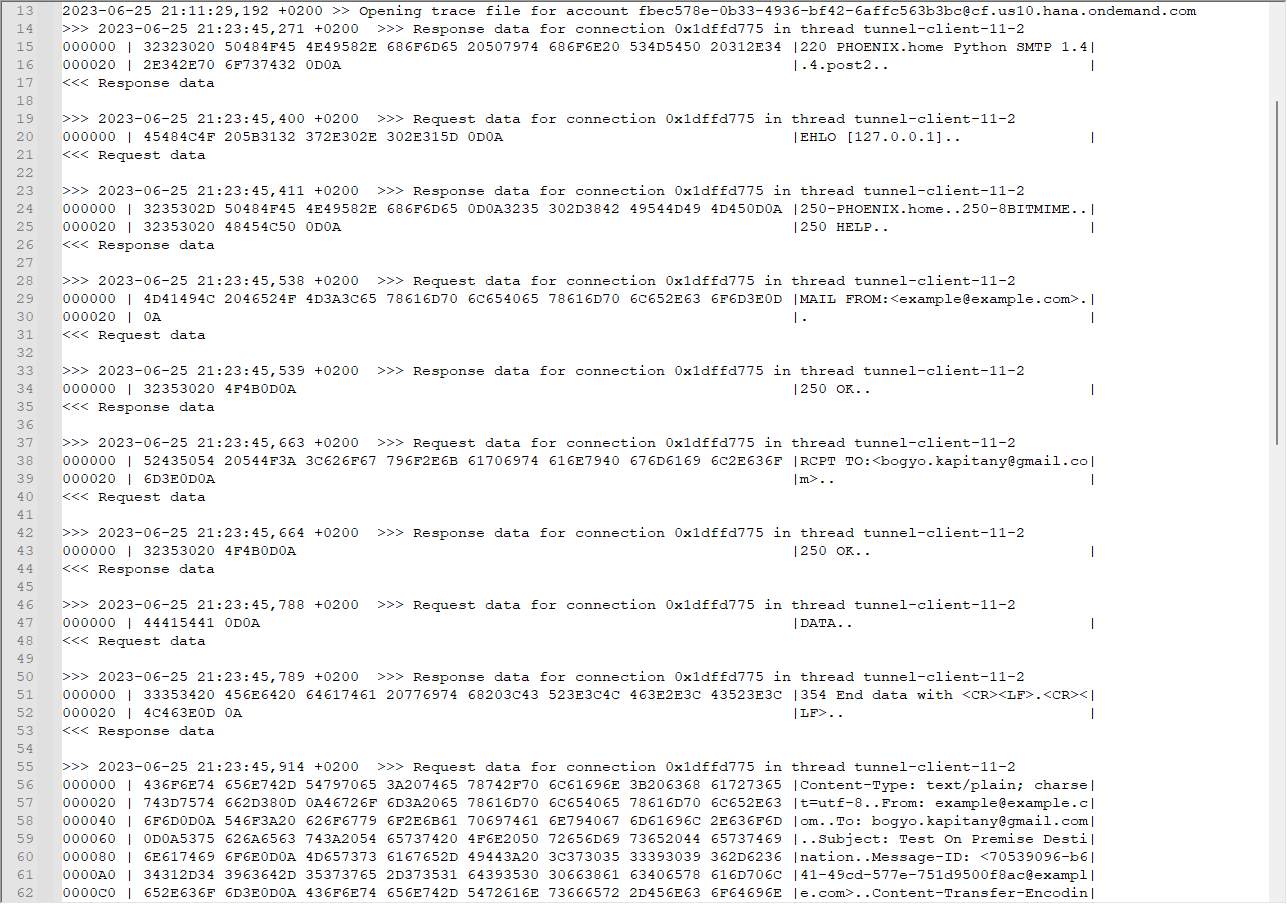 13 2023-06-25 21:11:29,192 +0200 >> Opening trace file for account fbec578e-0b33-4936-bf42-6affc563b3bc@cf.us10.hana.ondemand.com
14 >>> 2023-06-25 21:23:45,271 +0200  >>> Response data for connection 0x1dffd775 in thread tunnel-client-11-2
15 000000 | 32323020 50484F45 4E49582E 686F6D65 20507974 686F6E20 534D5450 20312E34 |220 PHOENIX.home Python SMTP 1.4|
16 000020 | 2E342E70 6F737432 0D0A |.4.post2.. |
17 <<< Response data
18
19 >>> 2023-06-25 21:23:45,400 +0200  >>> Request data for connection 0x1dffd775 in thread tunnel-client-11-2
20 000000 | 45484C4F 205B3132 372E302E 302E315D 0D0A |EHLO [127.0.0.1].. |
21 <<< Request data
22
23 >>> 2023-06-25 21:23:45,411 +0200  >>> Response data for connection 0x1dffd775 in thread tunnel-client-11-2
24 000000 | 3235302D 50484F45 4E49582E 686F6D65 0D0A3235 302D3842 49544D49 4D450D0A |250-PHOENIX.home..250-8BITMIME..|
25 000020 | 32353020 48454C50 0D0A |250 HELP.. |
26 <<< Response data
27
28 >>> 2023-06-25 21:23:45,538 +0200  >>> Request data for connection 0x1dffd775 in thread tunnel-client-11-2
29 000000 | 4D41494C 2046524F 4D3A3C65 78616D70 6C654065 78616D70 6C652E63 6F6D3E0D |MAIL FROM:<example@example.com>.|
30 000020 | 0A |. |
31 <<< Request data
32
33 >>> 2023-06-25 21:23:45,539 +0200  >>> Response data for connection 0x1dffd775 in thread tunnel-client-11-2
34 000000 | 32353020 4F4B0D0A |250 OK.. |
35 <<< Response data
36
37 >>> 2023-06-25 21:23:45,663 +0200  >>> Request data for connection 0x1dffd775 in thread tunnel-client-11-2
38 000000 | 52435054 20544F3A 3C626F67 796F2E6B 61706974 616E7940 676D6169 6C2E636F |RCPT TO:<bogyo.kapitany@gmail.co|
39 000020 | 6D3E0D0A |m>.. |
40 <<< Request data
41
42 >>> 2023-06-25 21:23:45,664 +0200  >>> Response data for connection 0x1dffd775 in thread tunnel-client-11-2
43 000000 | 32353020 4F4B0D0A |250 OK.. |
44 <<< Response data
45
46 >>> 2023-06-25 21:23:45,788 +0200  >>> Request data for connection 0x1dffd775 in thread tunnel-client-11-2
47 000000 | 44415441 0D0A |DATA.. |
48 <<< Request data
49
50 >>> 2023-06-25 21:23:45,789 +0200  >>> Response data for connection 0x1dffd775 in thread tunnel-client-11-2
51 000000 | 33353420 456E6420 64617461 20776974 68203C43 523E3C4C 463E2E3C 43523E3C |354 End data with <CR><LF>.<CR><|
52 000020 | 4C463E0D 0A |LF>.. |
53 <<< Response data
54
55 >>> 2023-06-25 21:23:45,914 +0200  >>> Request data for connection 0x1dffd775 in thread tunnel-client-11-2
56 000000 | 436F6E74 656E742D 54797065 3A207465 78742F70 6C61696E 3B206368 61727365 |Content-Type: text/plain; charse|
57 000020 | 743D7574 662D380D 0A46726F 6D3A2065 78616D70 6C654065 78616D70 6C652E63 |t=utf-8..From: example@example.c|
58 000040 | 6F6D0D0A 546F3A20 626F6779 6F2E6B61 70697461 6E794067 6D61696C 2E636F6D |om..To: bogyo.kapitany@gmail.com|
59 000060 | 0D0A5375 626A6563 743A2054 65737420 4F6E2050 72656D69 73652044 65737469 |..Subject: Test On Premise Desti|
60 000080 | 6E617469 6F6E0D0A 4D657373 6167652D 49443A20 3C373035 33393039 362D6236 |nation..Message-ID: <70539096-b6|
61 0000A0 | 34312D34 3963642D 35373765 2D373531 64393530 30663861 63406578 616D706C |41-49cd-577e-751d9500f8ac@exampl|
62 0000C0 | 652E636F 6D3E0D0A 436F6E74 656E742D 5472616E 73666572 2D456E63 6F64696E |e.com>..Content-Transfer-Encodin|